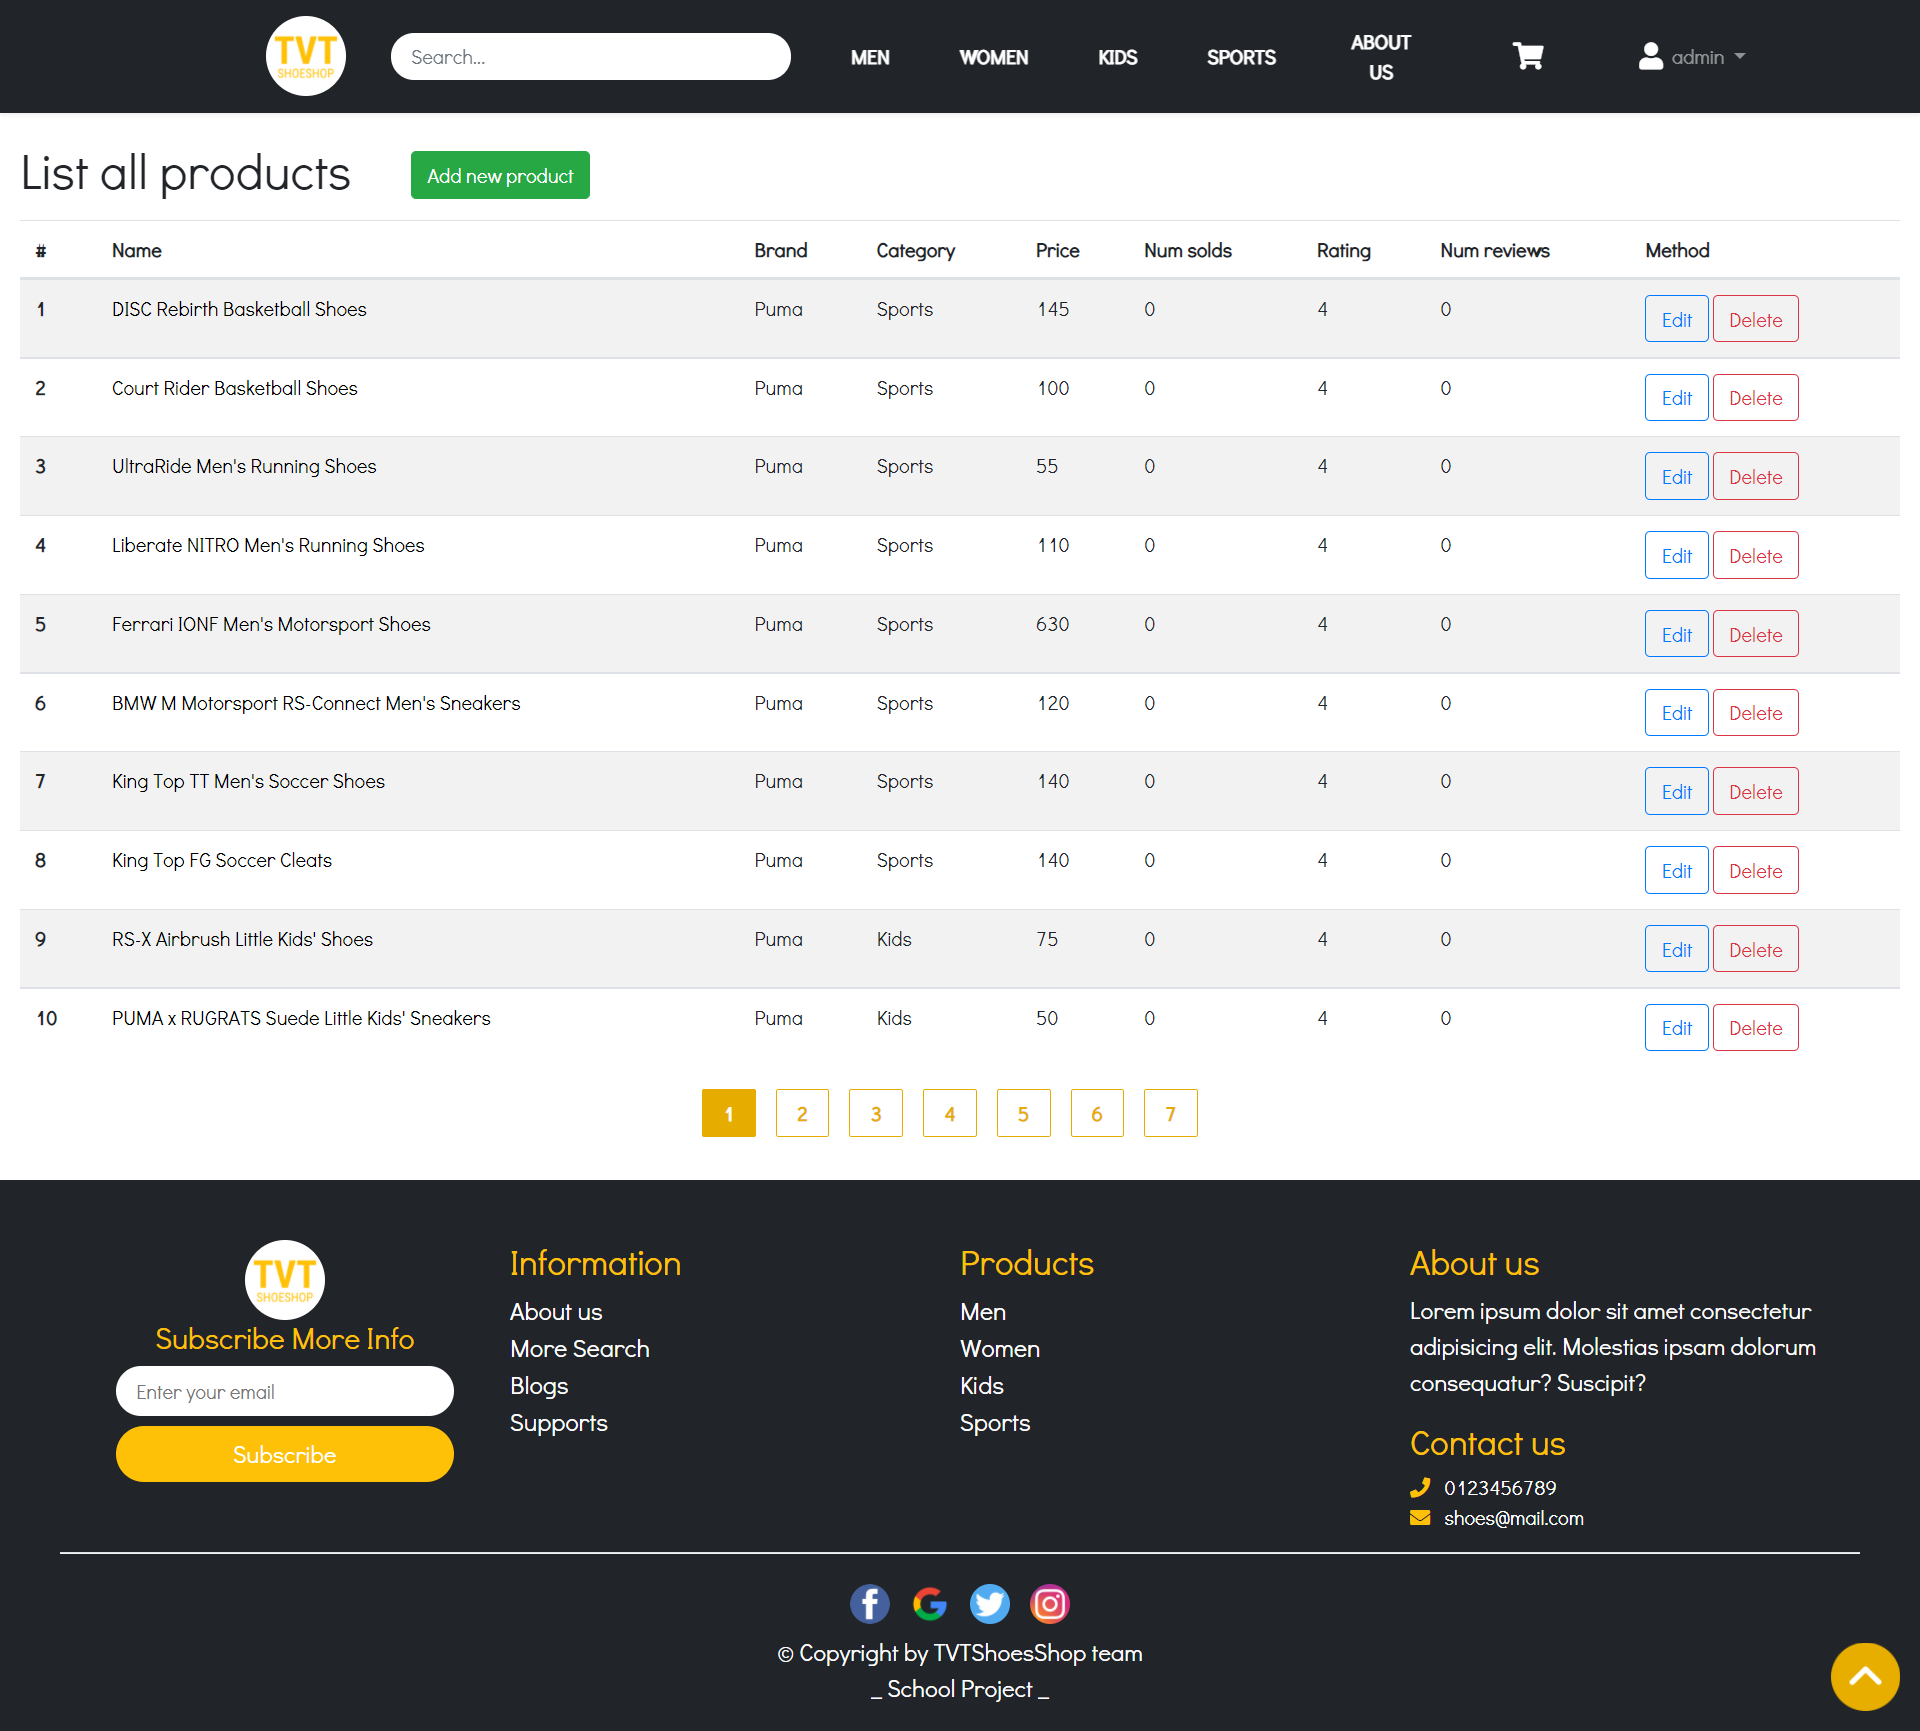 TVT
SHOESHOP
Search...
MEN
WOMEN
KIDS
SPORTS
ABOUT
US
admin
List all products
Add new product
# Name Brand Category Price Num solds Rating Num reviews Method
1 DISC Rebirth Basketball Shoes Puma Sports 145 0 4 0 Edit Delete
2 Court Rider Basketball Shoes Puma Sports 100 0 4 0 Edit Delete
3 UltraRide Men's Running Shoes Puma Sports 55 0 4 0 Edit Delete
4 Liberate NITRO Men's Running Shoes Puma Sports 110 0 4 0 Edit Delete
5 Ferrari IONF Men's Motorsport Shoes Puma Sports 630 0 4 0 Edit Delete
6 BMW M Motorsport RS-Connect Men's Sneakers Puma Sports 120 0 4 0 Edit Delete
7 King Top TT Men's Soccer Shoes Puma Sports 140 0 4 0 Edit Delete
8 King Top FG Soccer Cleats Puma Sports 140 0 4 0 Edit Delete
9 RS-X Airbrush Little Kids' Shoes Puma Kids 75 0 4 0 Edit Delete
10 PUMA x RUGRATS Suede Little Kids' Sneakers Puma Kids 50 0 4 0 Edit Delete
1 2 3 4 5 6 7
TVT
SHOESHOP
Subscribe More Info
Enter your email
Subscribe
Information
About us
More Search
Blogs
Supports
Products
Men
Women
Kids
Sports
About us
Lorem ipsum dolor sit amet consectetur
adipisicing elit. Molestias ipsam dolorum
consequatur? Suscipit?
Contact us
0123456789
shoes@mail.com
© Copyright by TVTShoesShop team
_ School Project _